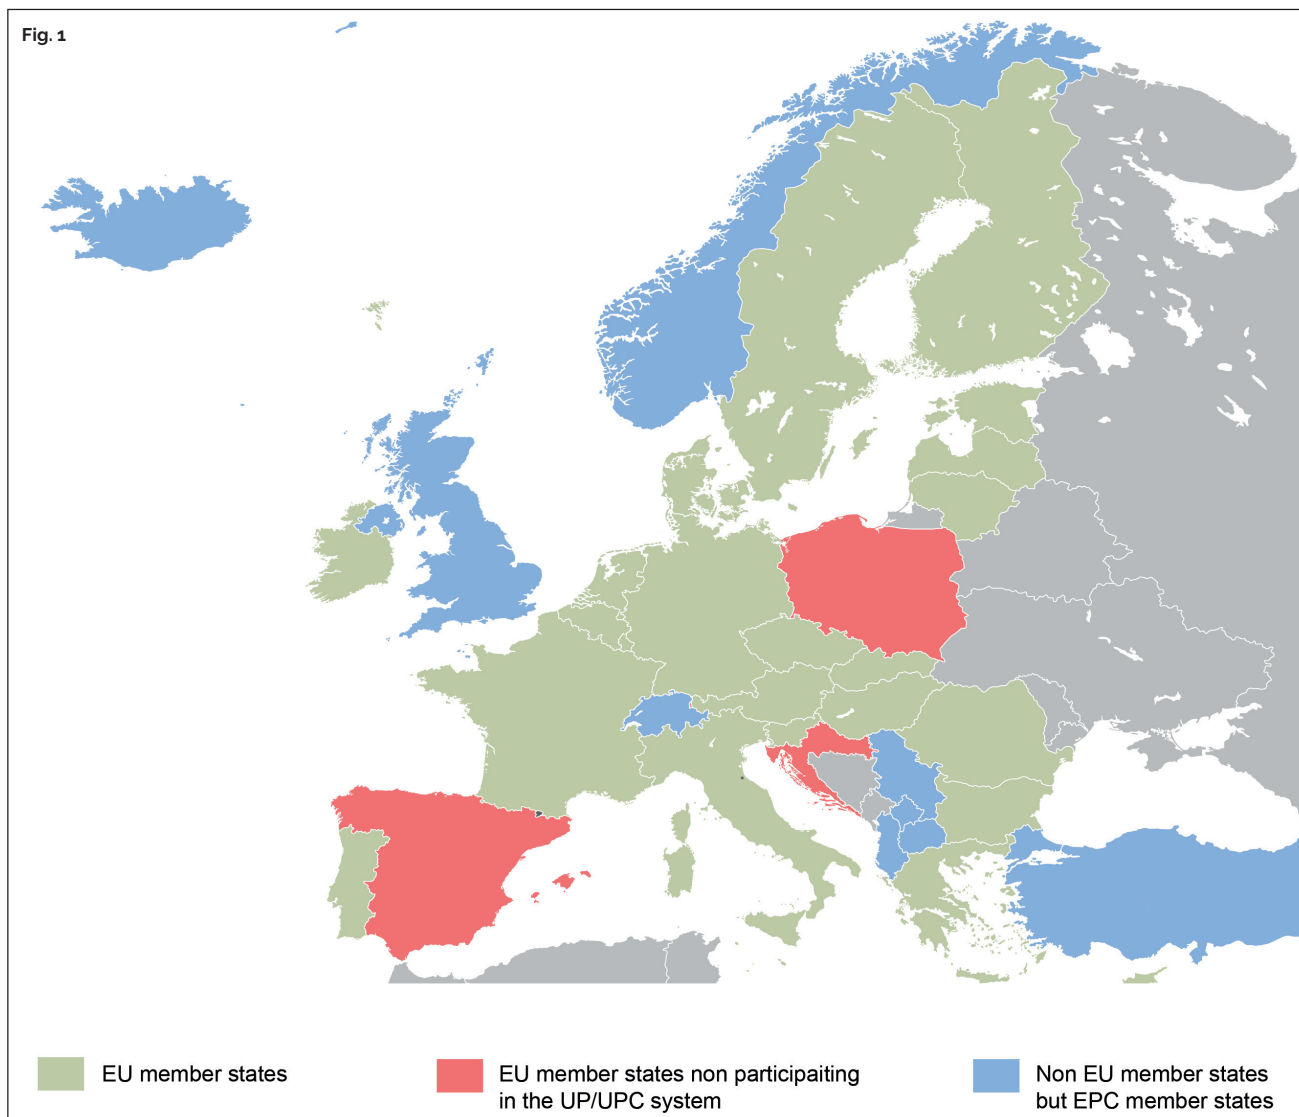 Fig. 1
EU member states
EU member states non participaiting
in the UP/UPC system
Non EU member states
but EPC member states